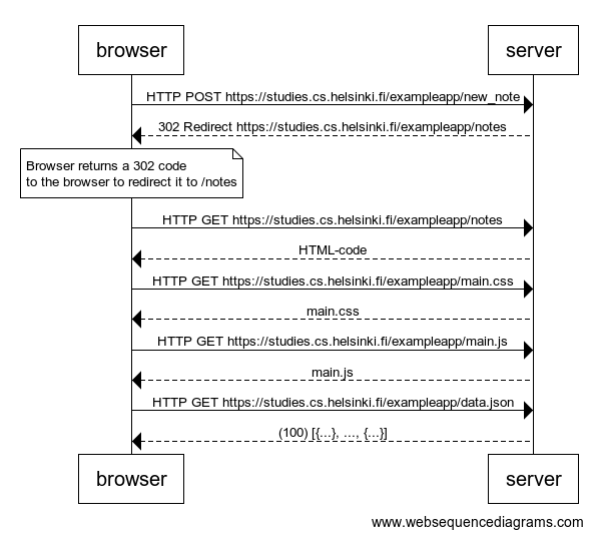 browser
server
HTTP POST https://studies.cs.helsinki.fi/exampleapp/new_note
302 Redirect https://studies.cs.helsinki.fi/exampleapp/notes
Browser returns a 302 code
to the browser to redirect it to /notes
HTTP GET https://studies.cs.helsinki.fi/exampleapp/notes
HTML-code
HTTP GET https://studies.cs.helsinki.fi/exampleapp/main.css
main.css
HTTP GET https://studies.cs.helsinki.fi/exampleapp/main.js
main.js
HTTP GET https://studies.cs.helsinki.fi/exampleapp/data.json
(100) [{...}, ..., {...}]
browser
server
www.websequencediagrams.com